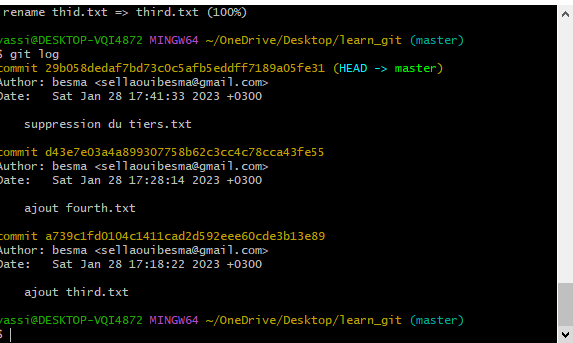 rename thid.txt => third.txt (100%)
yassi@DESKTOP-VQI4872 MINGW64 ~/OneDrive/Desktop/learn_git (master)
$ git log
commit 29b058dedaf7bd73c0c5afb5eddff7189a05fe31 (HEAD -> master)
Author: besma <sellaouibesma@gmail.com>
Date:   Sat Jan 28 17:41:33 2023 +0300
    suppression du tiers.txt
commit d43e7e03a4a899307758b62c3cc4c78cca43fe55
Author: besma <sellaouibesma@gmail.com>
Date:   Sat Jan 28 17:28:14 2023 +0300
    ajout fourth.txt
commit a739c1fd0104c1411cad2d592eee60cde3b13e89
Author: besma <sellaouibesma@gmail.com>
Date:   Sat Jan 28 17:18:22 2023 +0300
    ajout third.txt
yassi@DESKTOP-VQI4872 MINGW64 ~/OneDrive/Desktop/learn_git (master)
$